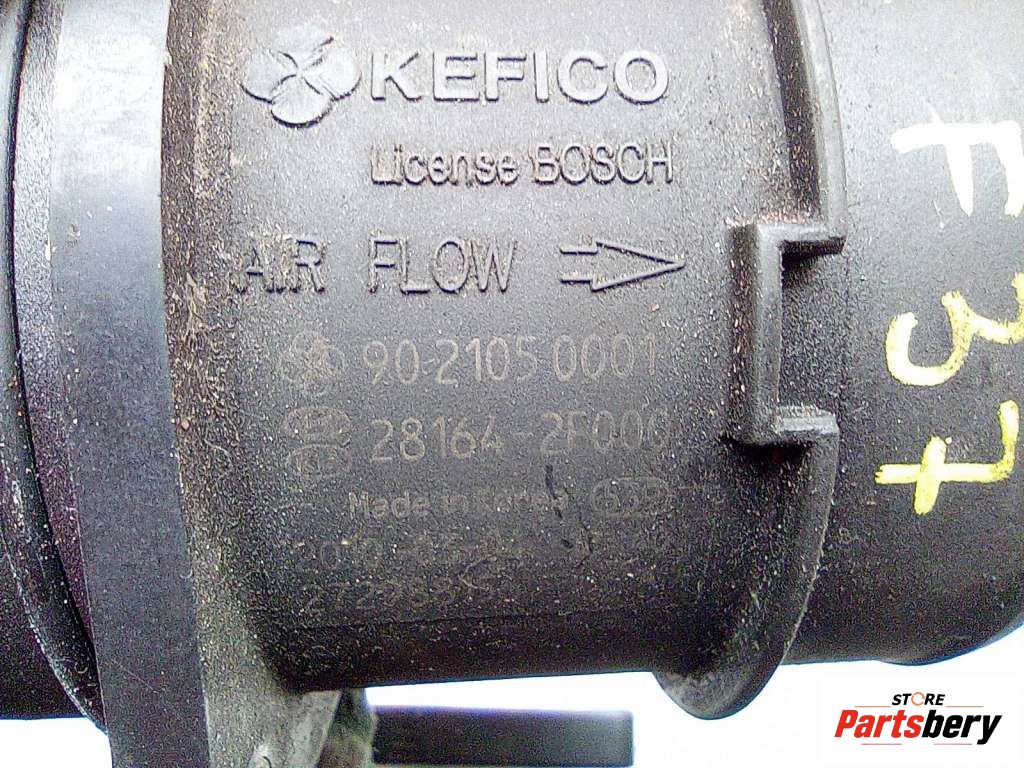 KEFICO
License BOSCH
AIR FLOW
90-2105 0001
28164-2F000
Made in Korea
STORE
Partsbery